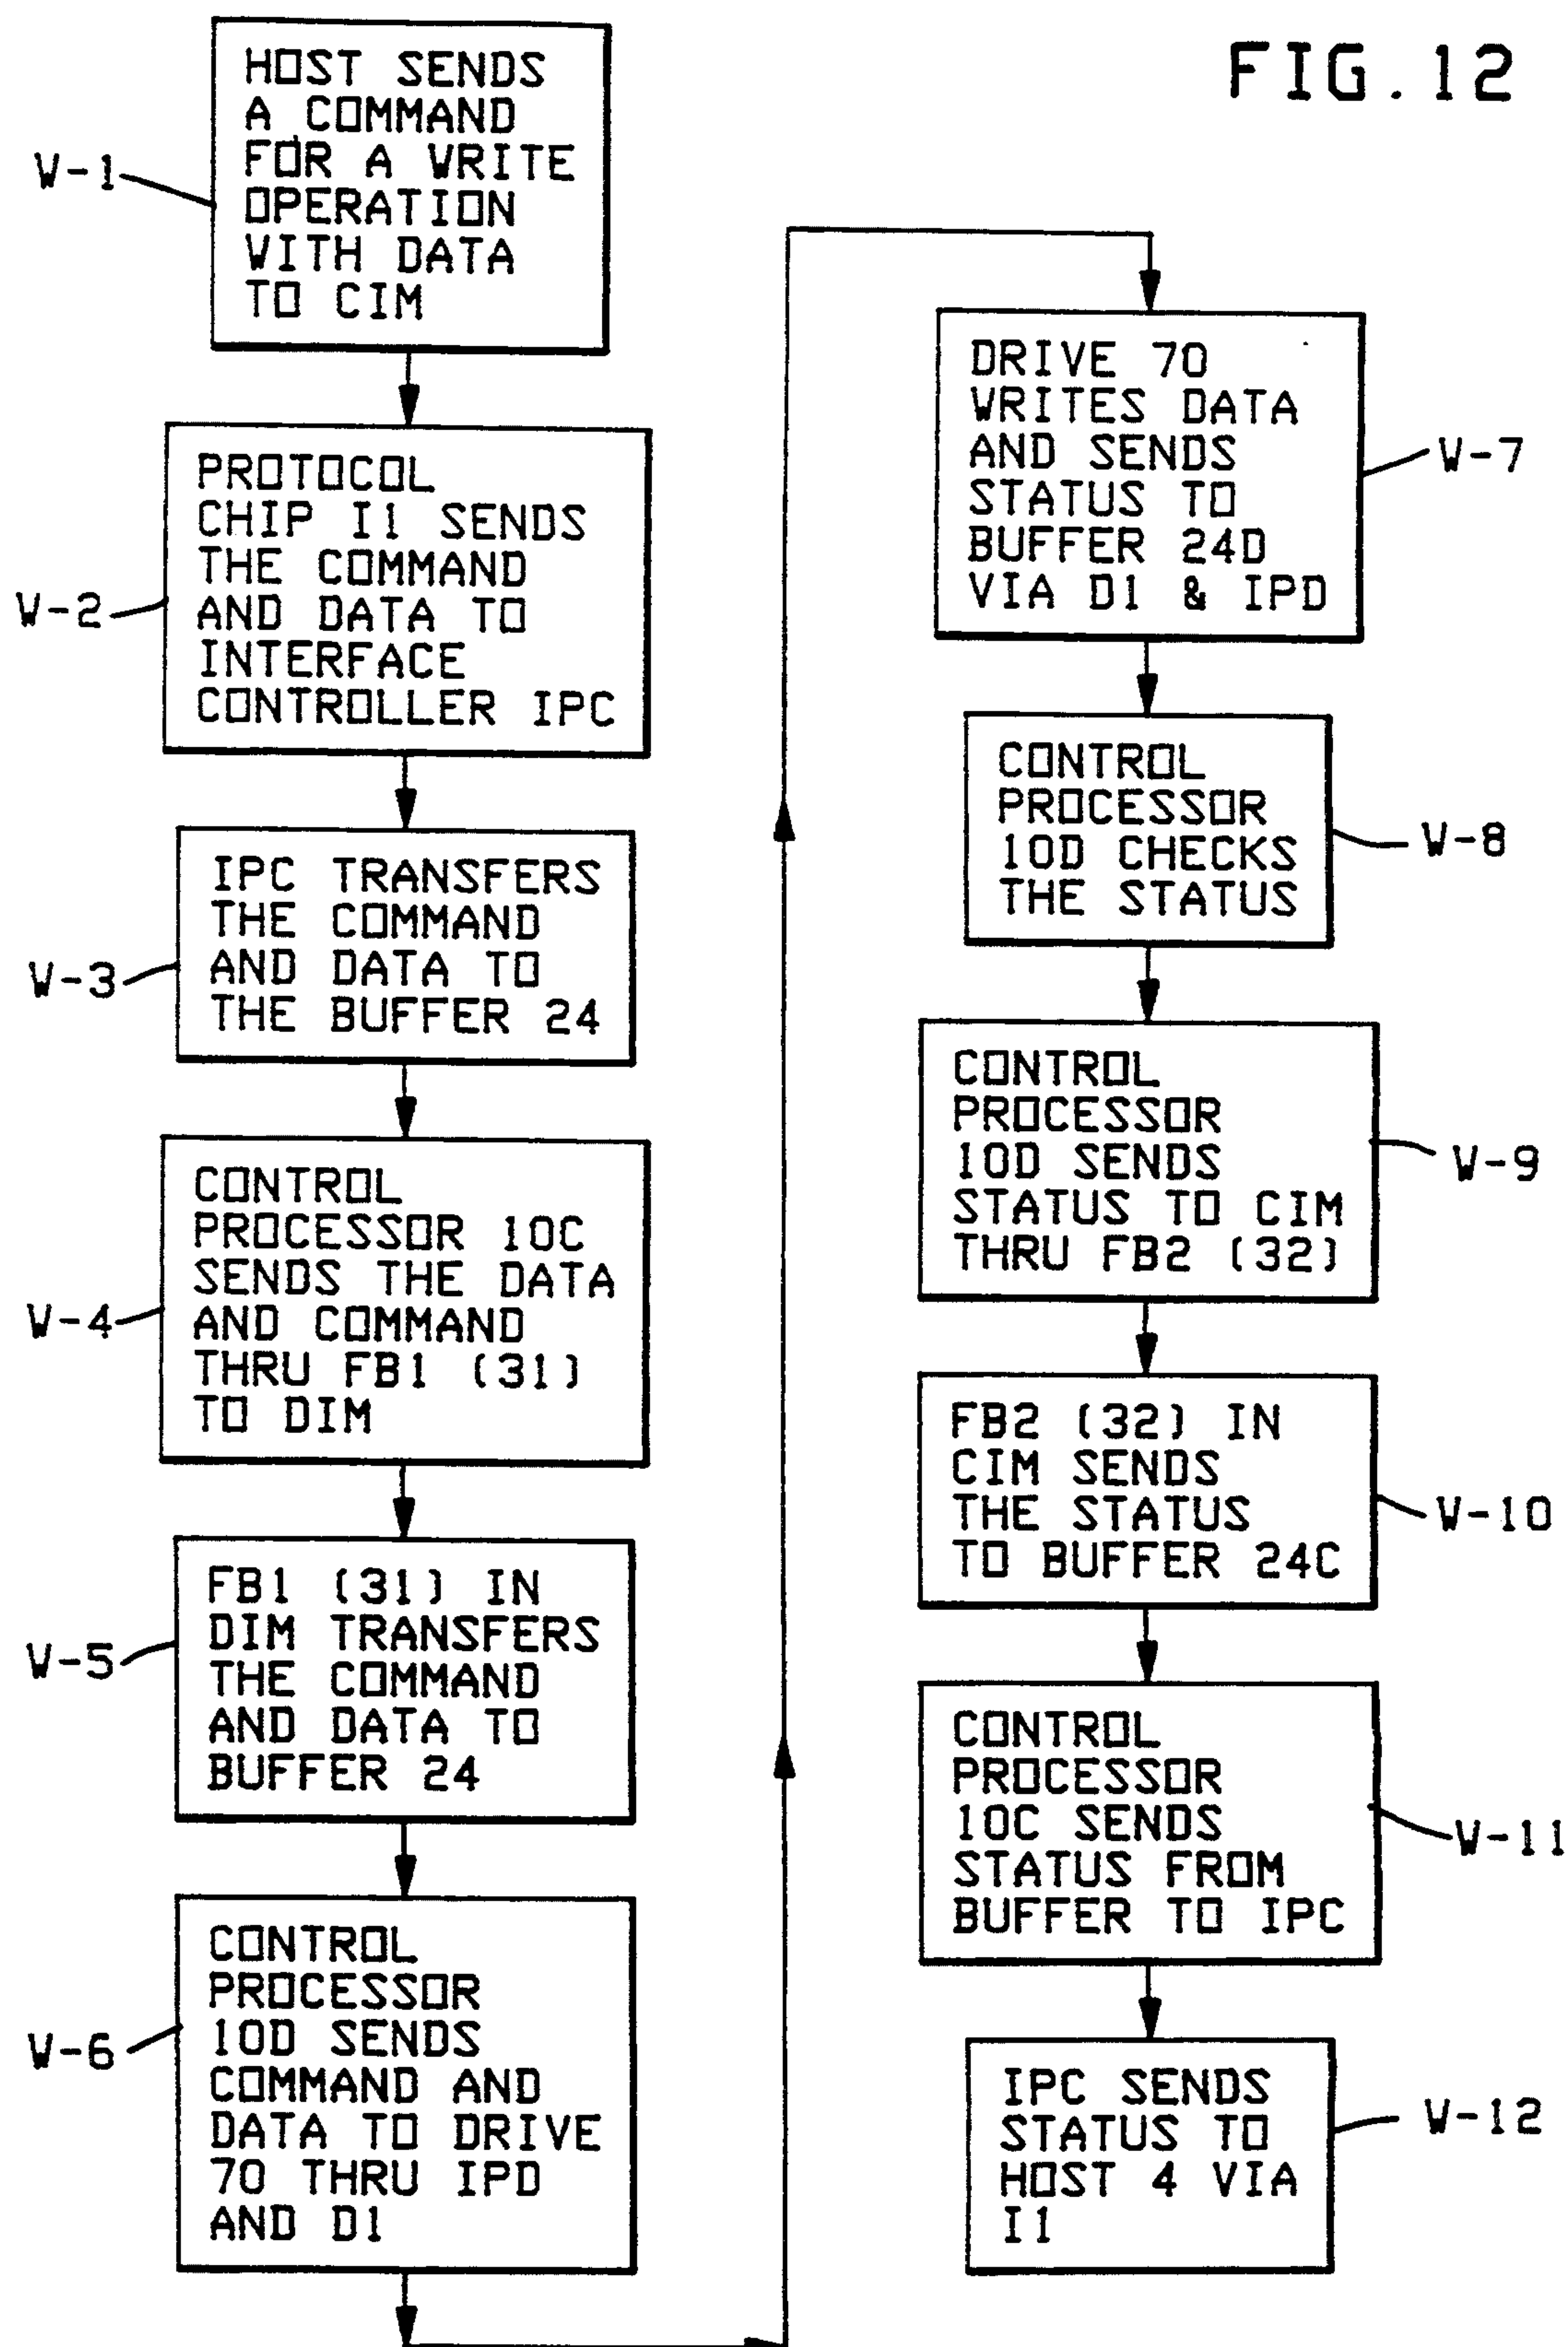 FIG.12
W-1
HOST SENDS
A COMMAND
FOR A WRITE
OPERATION
WITH DATA
TO CIM
W-2
PROTOCOL
CHIP I1 SENDS
THE COMMAND
AND DATA TO
INTERFACE
CONTROLLER IPC
W-3
IPC TRANSFERS
THE COMMAND
AND DATA TO
THE BUFFER 24
W-4
CONTROL
PROCESSOR 10C
SENDS THE DATA
AND COMMAND
THRU FB1 (31)
TO DIM
W-5
FB1 (31) IN
DIM TRANSFERS
THE COMMAND
AND DATA TO
BUFFER 24
W-6
CONTROL
PROCESSOR
10D SENDS
COMMAND AND
DATA TO DRIVE
70 THRU IPD
AND D1
DRIVE 70
WRITES DATA
AND SENDS
STATUS TO
BUFFER 24D
VIA D1 & IPD
W-7
CONTROL
PROCESSOR
10D CHECKS
THE STATUS
W-8
CONTROL
PROCESSOR
10D SENDS
STATUS TO CIM
THRU FB2 (32)
W-9
FB2 (32) IN
CIM SENDS
THE STATUS
TO BUFFER 24C
W-10
CONTROL
PROCESSOR
10C SENDS
STATUS FROM
BUFFER TO IPC
W-11
IPC SENDS
STATUS TO
HOST 4 VIA
I1
W-12